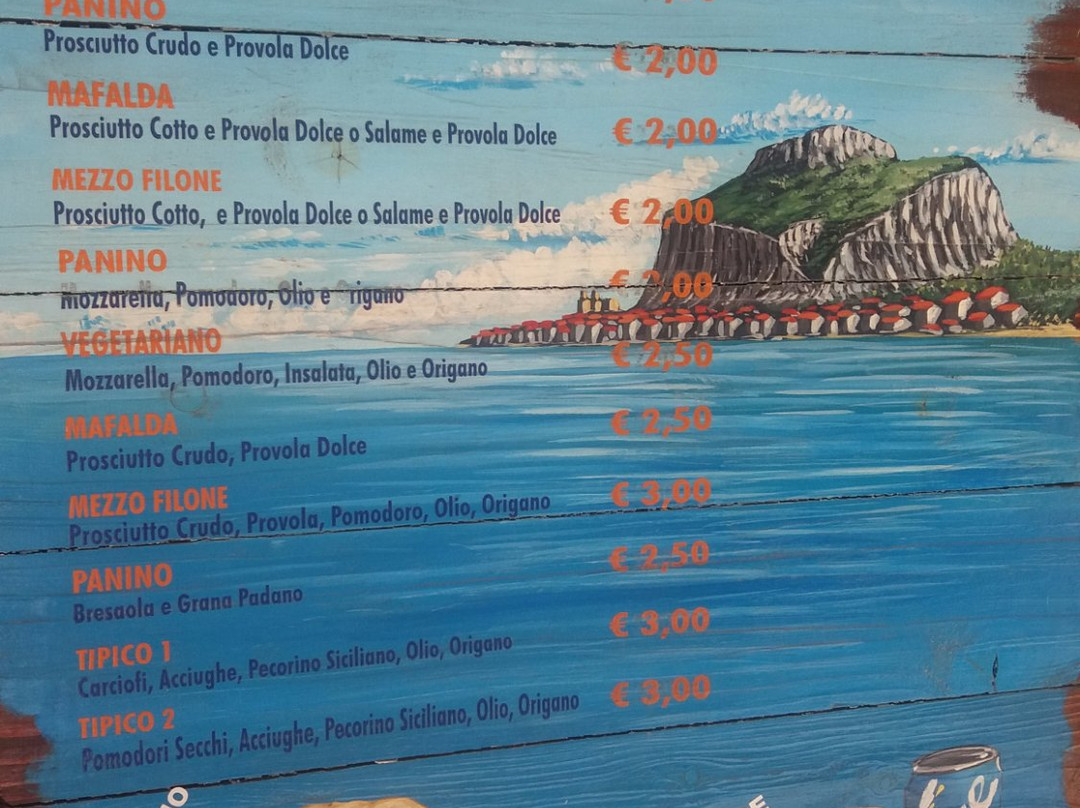 PANINO
Prosciutto Crudo e Provola Dolce
€ 2,00
MAFALDA
Prosciutto Cotto e Provola Dolce o Salame e Provola Dolce
€ 2,00
MEZZO FILONE
Prosciutto Cotto, e Provola Dolce o Salame e Provola Dolce
€ 2,00
PANINO
Mozzarella, Pomodoro, Olio e rigano
€ 2,00
VEGETARIANO
Mozzarella, Pomodoro, Insalata, Olio e Origano
€ 2,50
MAFALDA
Prosciutto Crudo, Provola Dolce
€ 2,50
MEZZO FILONE
Prosciutto Crudo, Provola, Pomodoro, Olio, Origano
€ 3,00
PANINO
Bresaola e Grana Padano
€ 2,50
TIPICO 1
Carciofi, Acciughe, Pecorino Siciliano, Olio, Origano
€ 3,00
TIPICO 2
Pomodori Secchi, Acciughe, Pecorino Siciliano, Olio, Origano
€ 3,00